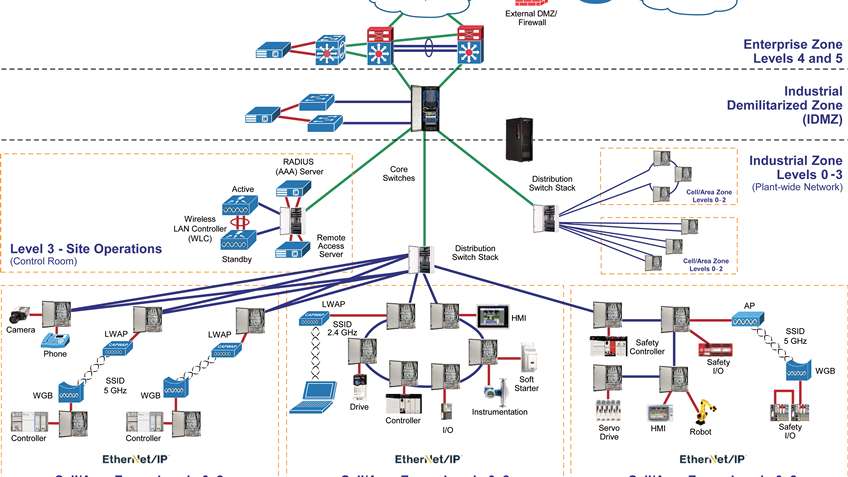 External DMZ/
Firewall
Enterprise Zone
Levels 4 and 5
Industrial
Demilitarized Zone
(IDMZ)
Industrial Zone
Levels 0-3
(Plant-wide Network)
Core
Switches
Distribution
Switch Stack
Cell/Area Zone
Levels 0-2
Cell/Area Zone
Levels 0-2
RADIUS
(AAA) Server
Active
Wireless
LAN Controller
(WLC)
Standby
Remote
Access
Server
Level 3 - Site Operations
(Control Room)
Distribution
Switch Stack
Camera
Phone
LWAP
CAPWAP
SSID
5 GHz
WGB
Controller
LWAP
CAPWAP
WGB
Controller
EtherNet/IP
LWAP
CAPWAP
SSID
2.4 GHz
HMI
Soft
Starter
Drive
Controller
I/O
Instrumentation
EtherNet/IP
Safety
Controller
Safety
I/O
AP
SSID
5 GHz
WGB
Servo
Drive
HMI
Robot
Safety
I/O
EtherNet/IP